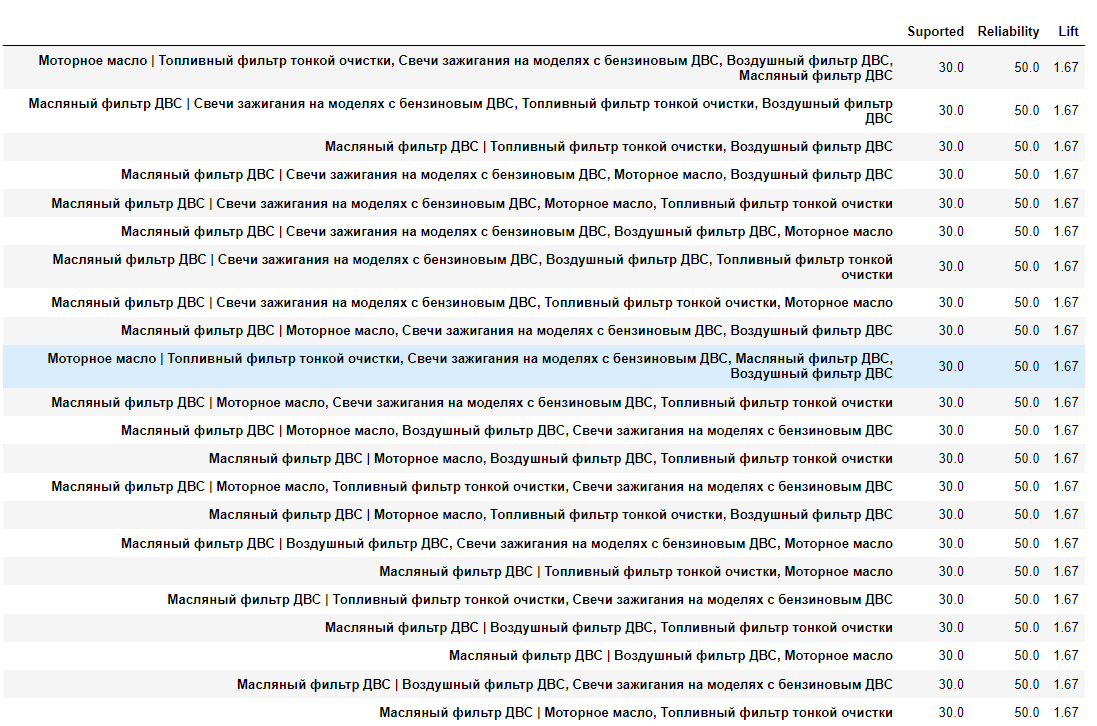 Suported Reliability Lift
Моторное масло | Топливный фильтр тонкой очистки, Свечи зажигания на моделях с бензиновым ДВС, Воздушный фильтр ДВС,
Масляный фильтр ДВС 30.0 50.0 1.67
Масляный фильтр ДВС | Свечи зажигания на моделях с бензиновым ДВС, Топливный фильтр тонкой очистки, Воздушный фильтр
ДВС 30.0 50.0 1.67
Масляный фильтр ДВС | Топливный фильтр тонкой очистки, Воздушный фильтр ДВС 30.0 50.0 1.67
Масляный фильтр ДВС | Свечи зажигания на моделях с бензиновым ДВС, Моторное масло, Воздушный фильтр ДВС 30.0 50.0 1.67
Масляный фильтр ДВС | Свечи зажигания на моделях с бензиновым ДВС, Моторное масло, Топливный фильтр тонкой очистки 30.0 50.0 1.67
Масляный фильтр ДВС | Свечи зажигания на моделях с бензиновым ДВС, Воздушный фильтр ДВС, Моторное масло 30.0 50.0 1.67
Масляный фильтр ДВС | Свечи зажигания на моделях с бензиновым ДВС, Воздушный фильтр ДВС, Топливный фильтр тонкой
очистки 30.0 50.0 1.67
Масляный фильтр ДВС | Свечи зажигания на моделях с бензиновым ДВС, Топливный фильтр тонкой очистки, Моторное масло 30.0 50.0 1.67
Масляный фильтр ДВС | Моторное масло, Свечи зажигания на моделях с бензиновым ДВС, Воздушный фильтр ДВС 30.0 50.0 1.67
Моторное масло | Топливный фильтр тонкой очистки, Свечи зажигания на моделях с бензиновым ДВС, Масляный фильтр ДВС,
Воздушный фильтр ДВС 30.0 50.0 1.67
Масляный фильтр ДВС | Моторное масло, Свечи зажигания на моделях с бензиновым ДВС, Топливный фильтр тонкой очистки 30.0 50.0 1.67
Масляный фильтр ДВС | Моторное масло, Воздушный фильтр ДВС, Свечи зажигания на моделях с бензиновым ДВС 30.0 50.0 1.67
Масляный фильтр ДВС | Моторное масло, Воздушный фильтр ДВС, Топливный фильтр тонкой очистки 30.0 50.0 1.67
Масляный фильтр ДВС | Моторное масло, Топливный фильтр тонкой очистки, Свечи зажигания на моделях с бензиновым ДВС 30.0 50.0 1.67
Масляный фильтр ДВС | Моторное масло, Топливный фильтр тонкой очистки, Воздушный фильтр ДВС 30.0 50.0 1.67
Масляный фильтр ДВС | Воздушный фильтр ДВС, Свечи зажигания на моделях с бензиновым ДВС, Моторное масло 30.0 50.0 1.67
Масляный фильтр ДВС | Топливный фильтр тонкой очистки, Моторное масло 30.0 50.0 1.67
Масляный фильтр ДВС | Топливный фильтр тонкой очистки, Свечи зажигания на моделях с бензиновым ДВС 30.0 50.0 1.67
Масляный фильтр ДВС | Воздушный фильтр ДВС, Топливный фильтр тонкой очистки 30.0 50.0 1.67
Масляный фильтр ДВС | Воздушный фильтр ДВС, Моторное масло 30.0 50.0 1.67
Масляный фильтр ДВС | Воздушный фильтр ДВС, Свечи зажигания на моделях с бензиновым ДВС 30.0 50.0 1.67
Масляный фильтр ДВС | Моторное масло, Топливный фильтр тонкой очистки 30.0 50.0 1.67